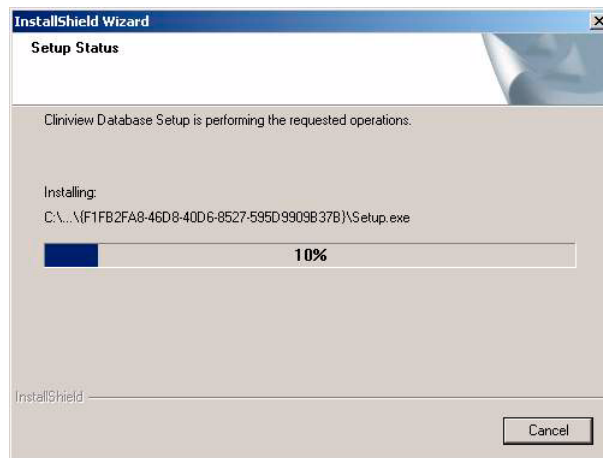 InstallShield Wizard
Setup Status
Cliniview Database Setup is performing the requested operations.
Installing:
C:\...\{F1FB2FA8-46D8-40D6-8527-595D9909B37B}\Setup.exe
10%
InstallShield
Cancel